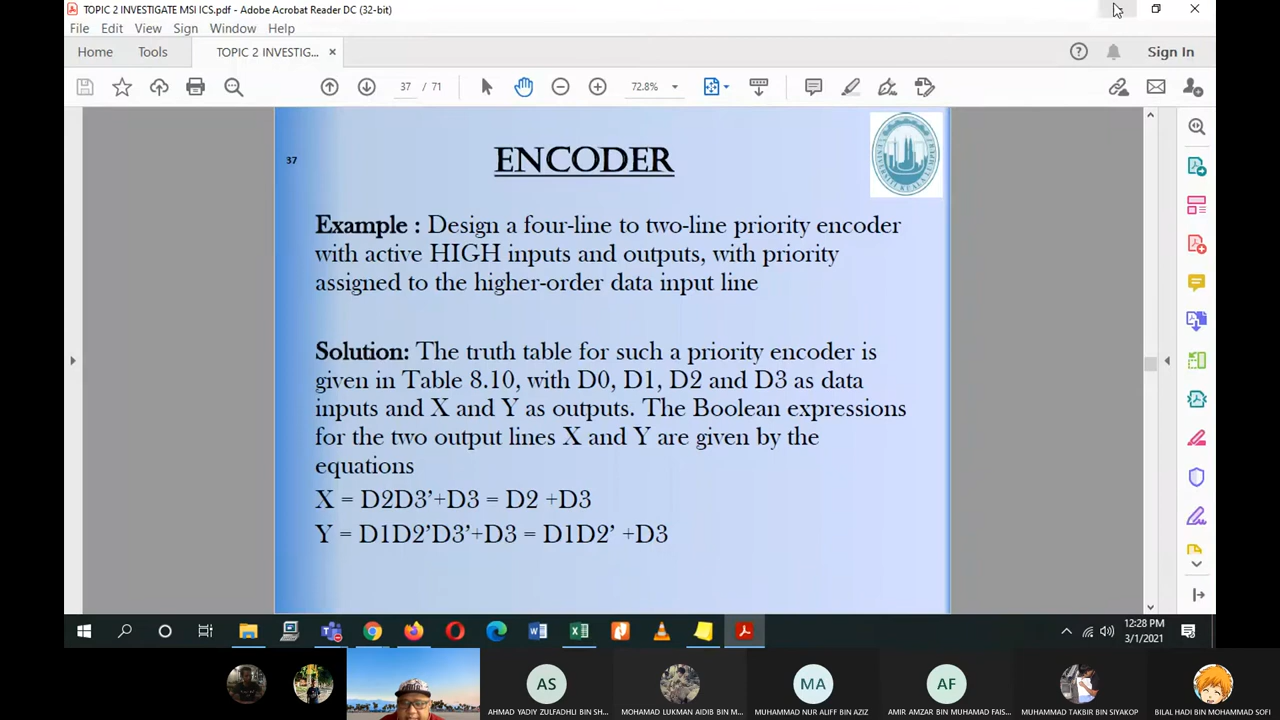 TOPIC 2 INVESTIGATE MSI ICS.pdf - Adobe Acrobat Reader DC (32-bit)
File Edit View Sign Window Help
Home Tools TOPIC 2 INVESTIG... × Sign In
37 / 71 72.8%
37
ENCODER
Example : Design a four-line to two-line priority encoder
with active HIGH inputs and outputs, with priority
assigned to the higher-order data input line
Solution: The truth table for such a priority encoder is
given in Table 8.10, with D0, D1, D2 and D3 as data
inputs and X and Y as outputs. The Boolean expressions
for the two output lines X and Y are given by the
equations
X = D2D3’+D3 = D2 +D3
Y = D1D2’D3’+D3 = D1D2’ +D3
12:28 PM
3/1/2021
AS MA AF
AHMAD YADIY ZULFADHLI BIN SH... MOHAMAD LUKMAN AIDIB BIN M... MUHAMMAD NUR ALIFF BIN AZIZ AMIR AMZAR BIN MUHAMAD FAIS... MUHAMMAD TAKBIR BIN SIYAKOP BILAL HADI BIN MOHAMMAD SOFI